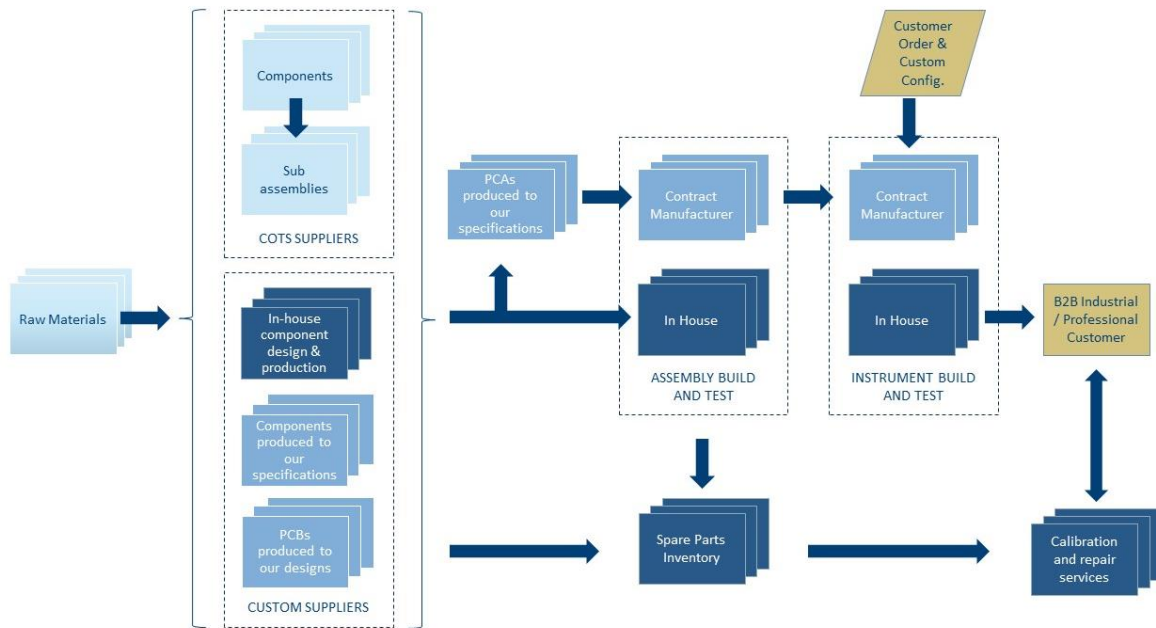 Components
Sub
assemblies
COTS SUPPLIERS
Raw Materials
In-house
component
design &
production
Components
produced to
our
specifications
PCBs
produced to
our designs
CUSTOM SUPPLIERS
PCAs
produced to
our
specifications
Contract
Manufacturer
In House
ASSEMBLY BUILD
AND TEST
Customer
Order &
Custom
Config.
Contract
Manufacturer
In House
INSTRUMENT BUILD
AND TEST
B2B Industrial
/ Professional
Customer
Spare Parts
Inventory
Calibration
and repair
services